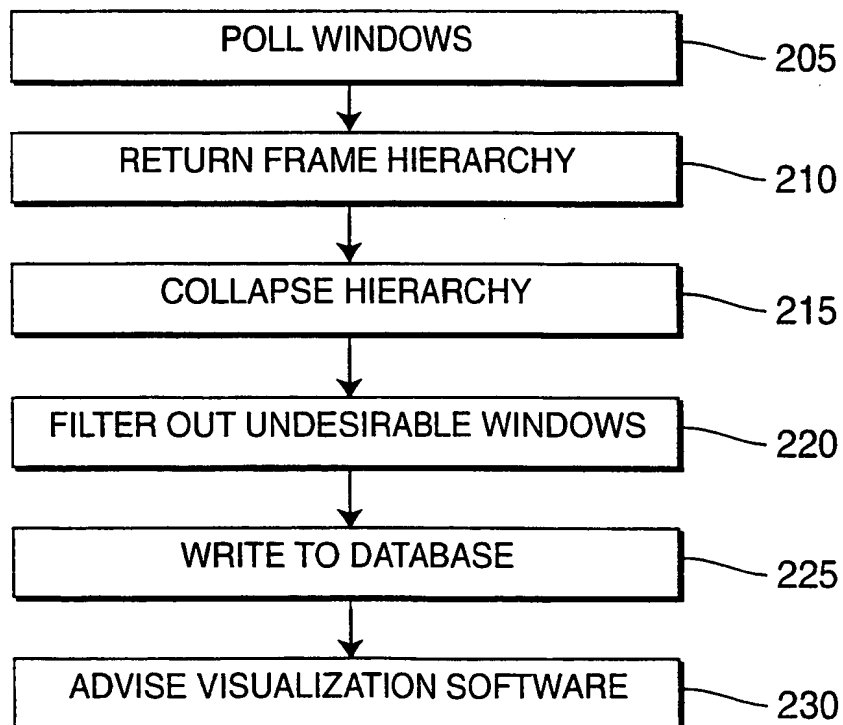 POLL WINDOWS
205
RETURN FRAME HIERARCHY
210
COLLAPSE HIERARCHY
215
FILTER OUT UNDESIRABLE WINDOWS
220
WRITE TO DATABASE
225
ADVISE VISUALIZATION SOFTWARE
230